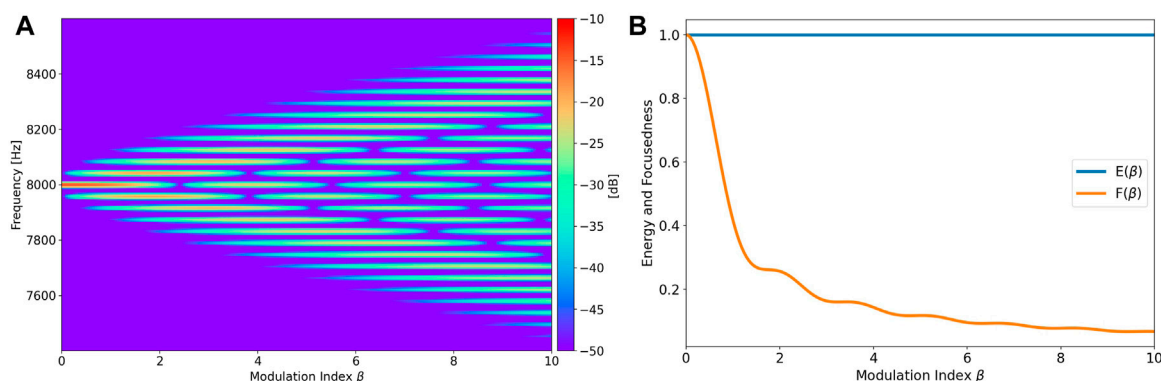 A
Frequency [Hz]
8400
8200
8000
7800
7600
0 2 4 6 8 10
Modulation Index β
−10
−15
−20
−25
−30
−35
−40
−45
−50
[dB]
B
Energy and Focusedness
1.0
0.8
0.6
0.4
0.2
0 2 4 6 8 10
Modulation Index β
E(β)
F(β)